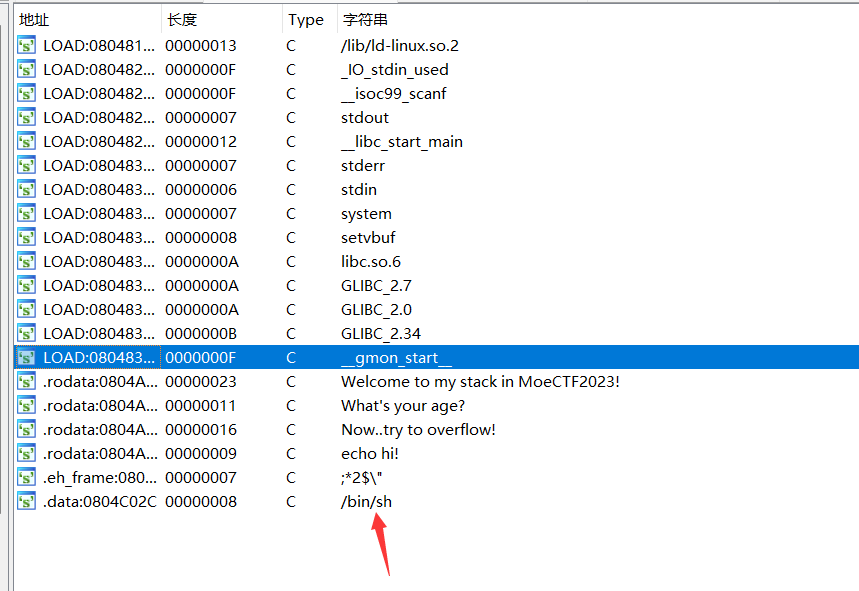 地址 长度 Type 字符串
LOAD:080481... 00000013 C /lib/ld-linux.so.2
LOAD:080482... 0000000F C _IO_stdin_used
LOAD:080482... 0000000F C __isoc99_scanf
LOAD:080482... 00000007 C stdout
LOAD:080482... 00000012 C __libc_start_main
LOAD:080483... 00000007 C stderr
LOAD:080483... 00000006 C stdin
LOAD:080483... 00000007 C system
LOAD:080483... 00000008 C setvbuf
LOAD:080483... 0000000A C libc.so.6
LOAD:080483... 0000000A C GLIBC_2.7
LOAD:080483... 0000000A C GLIBC_2.0
LOAD:080483... 0000000B C GLIBC_2.34
LOAD:080483... 0000000F C __gmon_start__
.rodata:0804A... 00000023 C Welcome to my stack in MoeCTF2023!
.rodata:0804A... 00000011 C What's your age?
.rodata:0804A... 00000016 C Now..try to overflow!
.rodata:0804A... 00000009 C echo hi!
.eh_frame:080... 00000007 C ;*2$\"
.data:0804C02C 00000008 C /bin/sh